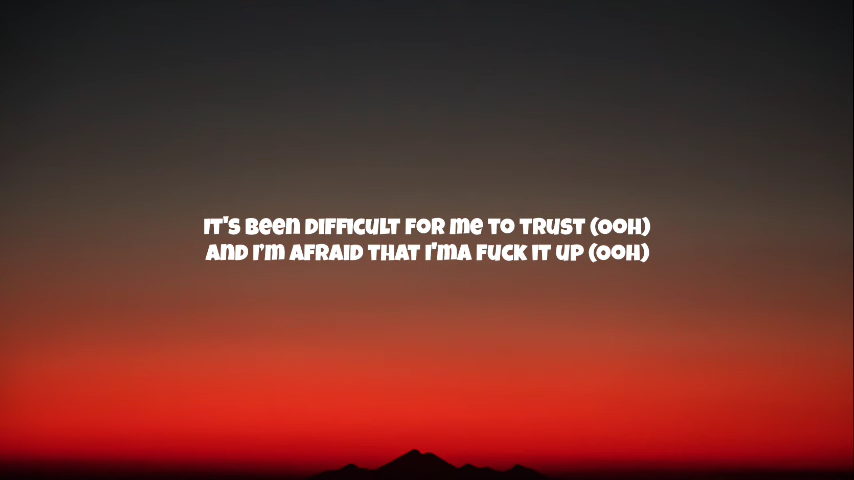 IT'S BEEN DIFFICULT FOR ME TO TRUST (OOH)
AND I'M AFRAID THAT I'MA FUCK IT UP (OOH)